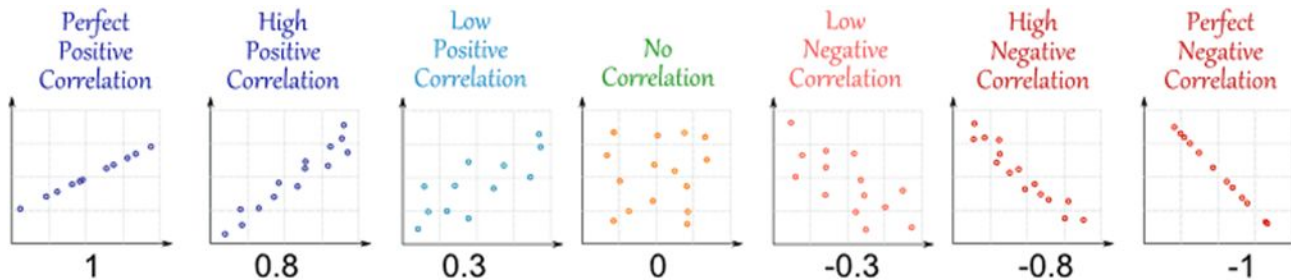 Perfect
Positive
Correlation
High
Positive
Correlation
Low
Positive
Correlation
No
Correlation
Low
Negative
Correlation
High
Negative
Correlation
Perfect
Negative
Correlation
1
0.8
0.3
0
-0.3
-0.8
-1